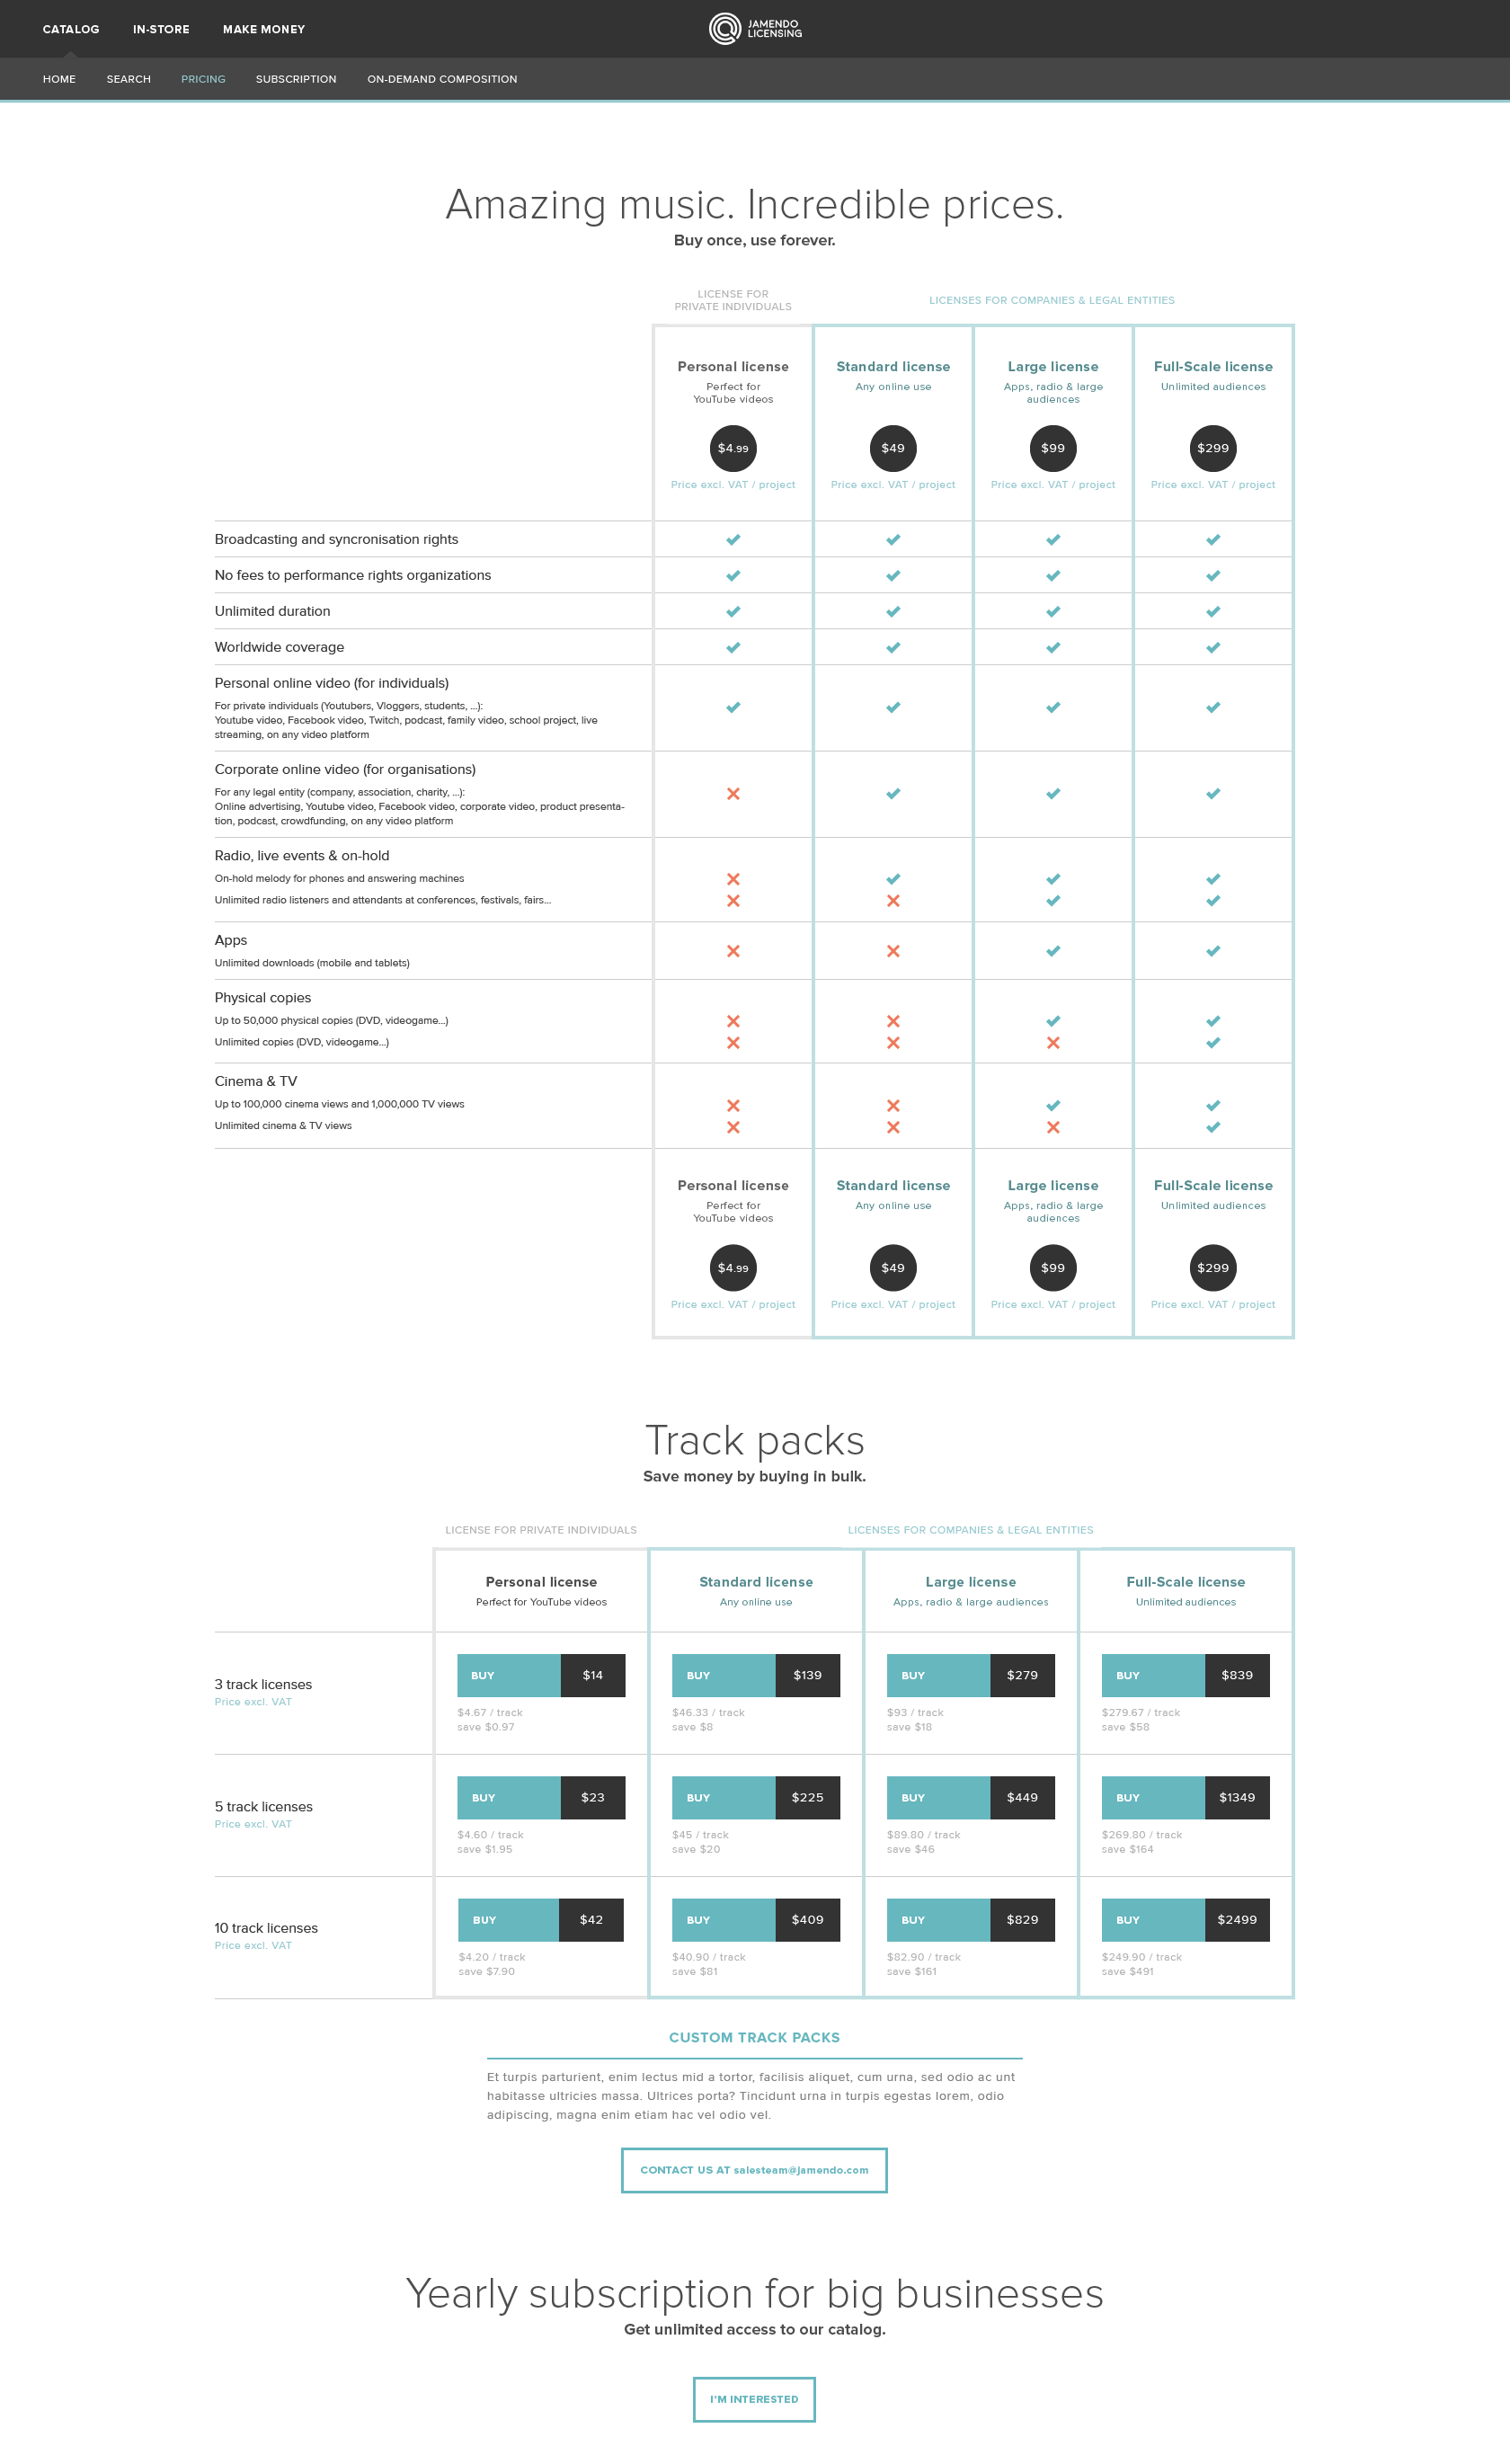 CATALOG IN-STORE MAKE MONEY
JAMENDO
LICENSING
HOME SEARCH PRICING SUBSCRIPTION ON-DEMAND COMPOSITION
Amazing music. Incredible prices.
Buy once, use forever.
LICENSE FOR
PRIVATE INDIVIDUALS
LICENSES FOR COMPANIES & LEGAL ENTITIES
Personal license
Perfect for
YouTube videos
$4.99
Price excl. VAT / project
Standard license
Any online use
$49
Price excl. VAT / project
Large license
Apps, radio & large
audiences
$99
Price excl. VAT / project
Full-Scale license
Unlimited audiences
$299
Price excl. VAT / project
Broadcasting and syncronisation rights
No fees to performance rights organizations
Unlimited duration
Worldwide coverage
Personal online video (for individuals)
For private individuals (Youtubers, Vloggers, students, ...):
Youtube video, Facebook video, Twitch, podcast, family video, school project, live
streaming, on any video platform
Corporate online video (for organisations)
For any legal entity (company, association, charity, ...):
Online advertising, Youtube video, Facebook video, corporate video, product presenta-
tion, podcast, crowdfunding, on any video platform
Radio, live events & on-hold
On-hold melody for phones and answering machines
Unlimited radio listeners and attendants at conferences, festivals, fairs...
Apps
Unlimited downloads (mobile and tablets)
Physical copies
Up to 50,000 physical copies (DVD, videogame...)
Unlimited copies (DVD, videogame...)
Cinema & TV
Up to 100,000 cinema views and 1,000,000 TV views
Unlimited cinema & TV views
Personal license
Perfect for
YouTube videos
$4.99
Price excl. VAT / project
Standard license
Any online use
$49
Price excl. VAT / project
Large license
Apps, radio & large
audiences
$99
Price excl. VAT / project
Full-Scale license
Unlimited audiences
$299
Price excl. VAT / project
Track packs
Save money by buying in bulk.
LICENSE FOR PRIVATE INDIVIDUALS
LICENSES FOR COMPANIES & LEGAL ENTITIES
Personal license
Perfect for YouTube videos
Standard license
Any online use
Large license
Apps, radio & large audiences
Full-Scale license
Unlimited audiences
3 track licenses
Price excl. VAT
BUY $14
$4.67 / track
save $0.97
BUY $139
$46.33 / track
save $8
BUY $279
$93 / track
save $18
BUY $839
$279.67 / track
save $58
5 track licenses
Price excl. VAT
BUY $23
$4.60 / track
save $1.95
BUY $225
$45 / track
save $20
BUY $449
$89.80 / track
save $46
BUY $1349
$269.80 / track
save $164
10 track licenses
Price excl. VAT
BUY $42
$4.20 / track
save $7.90
BUY $409
$40.90 / track
save $81
BUY $829
$82.90 / track
save $161
BUY $2499
$249.90 / track
save $491
CUSTOM TRACK PACKS
Et turpis parturient, enim lectus mid a tortor, facilisis aliquet, cum urna, sed odio ac unt
habitasse ultricies massa. Ultrices porta? Tincidunt urna in turpis egestas lorem, odio
adipiscing, magna enim etiam hac vel odio vel.
CONTACT US AT salesteam@jamendo.com
Yearly subscription for big businesses
Get unlimited access to our catalog.
I'M INTERESTED